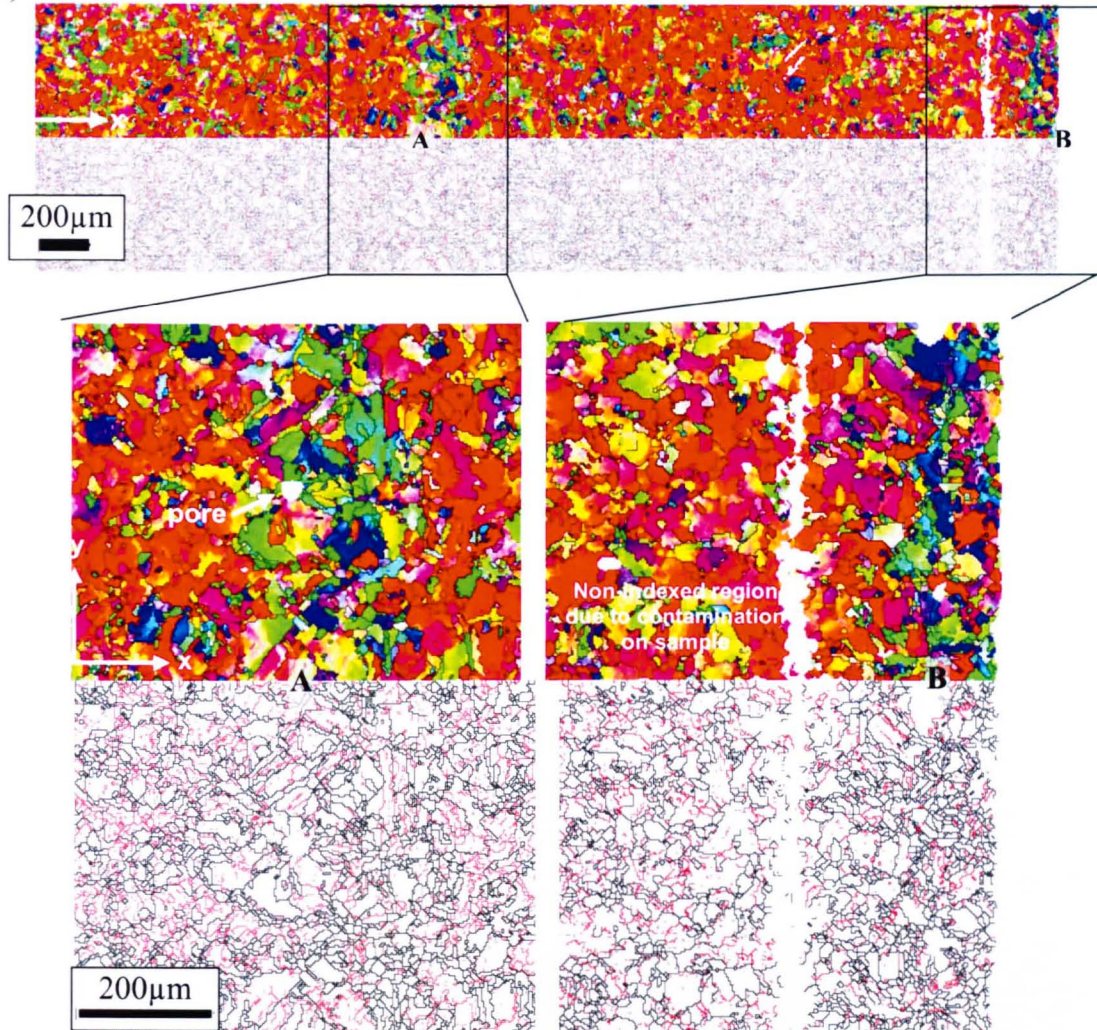 x
A
B
200µm
pore
y
x
Non-indexed region
due to contamination
on sample
A
B
200µm